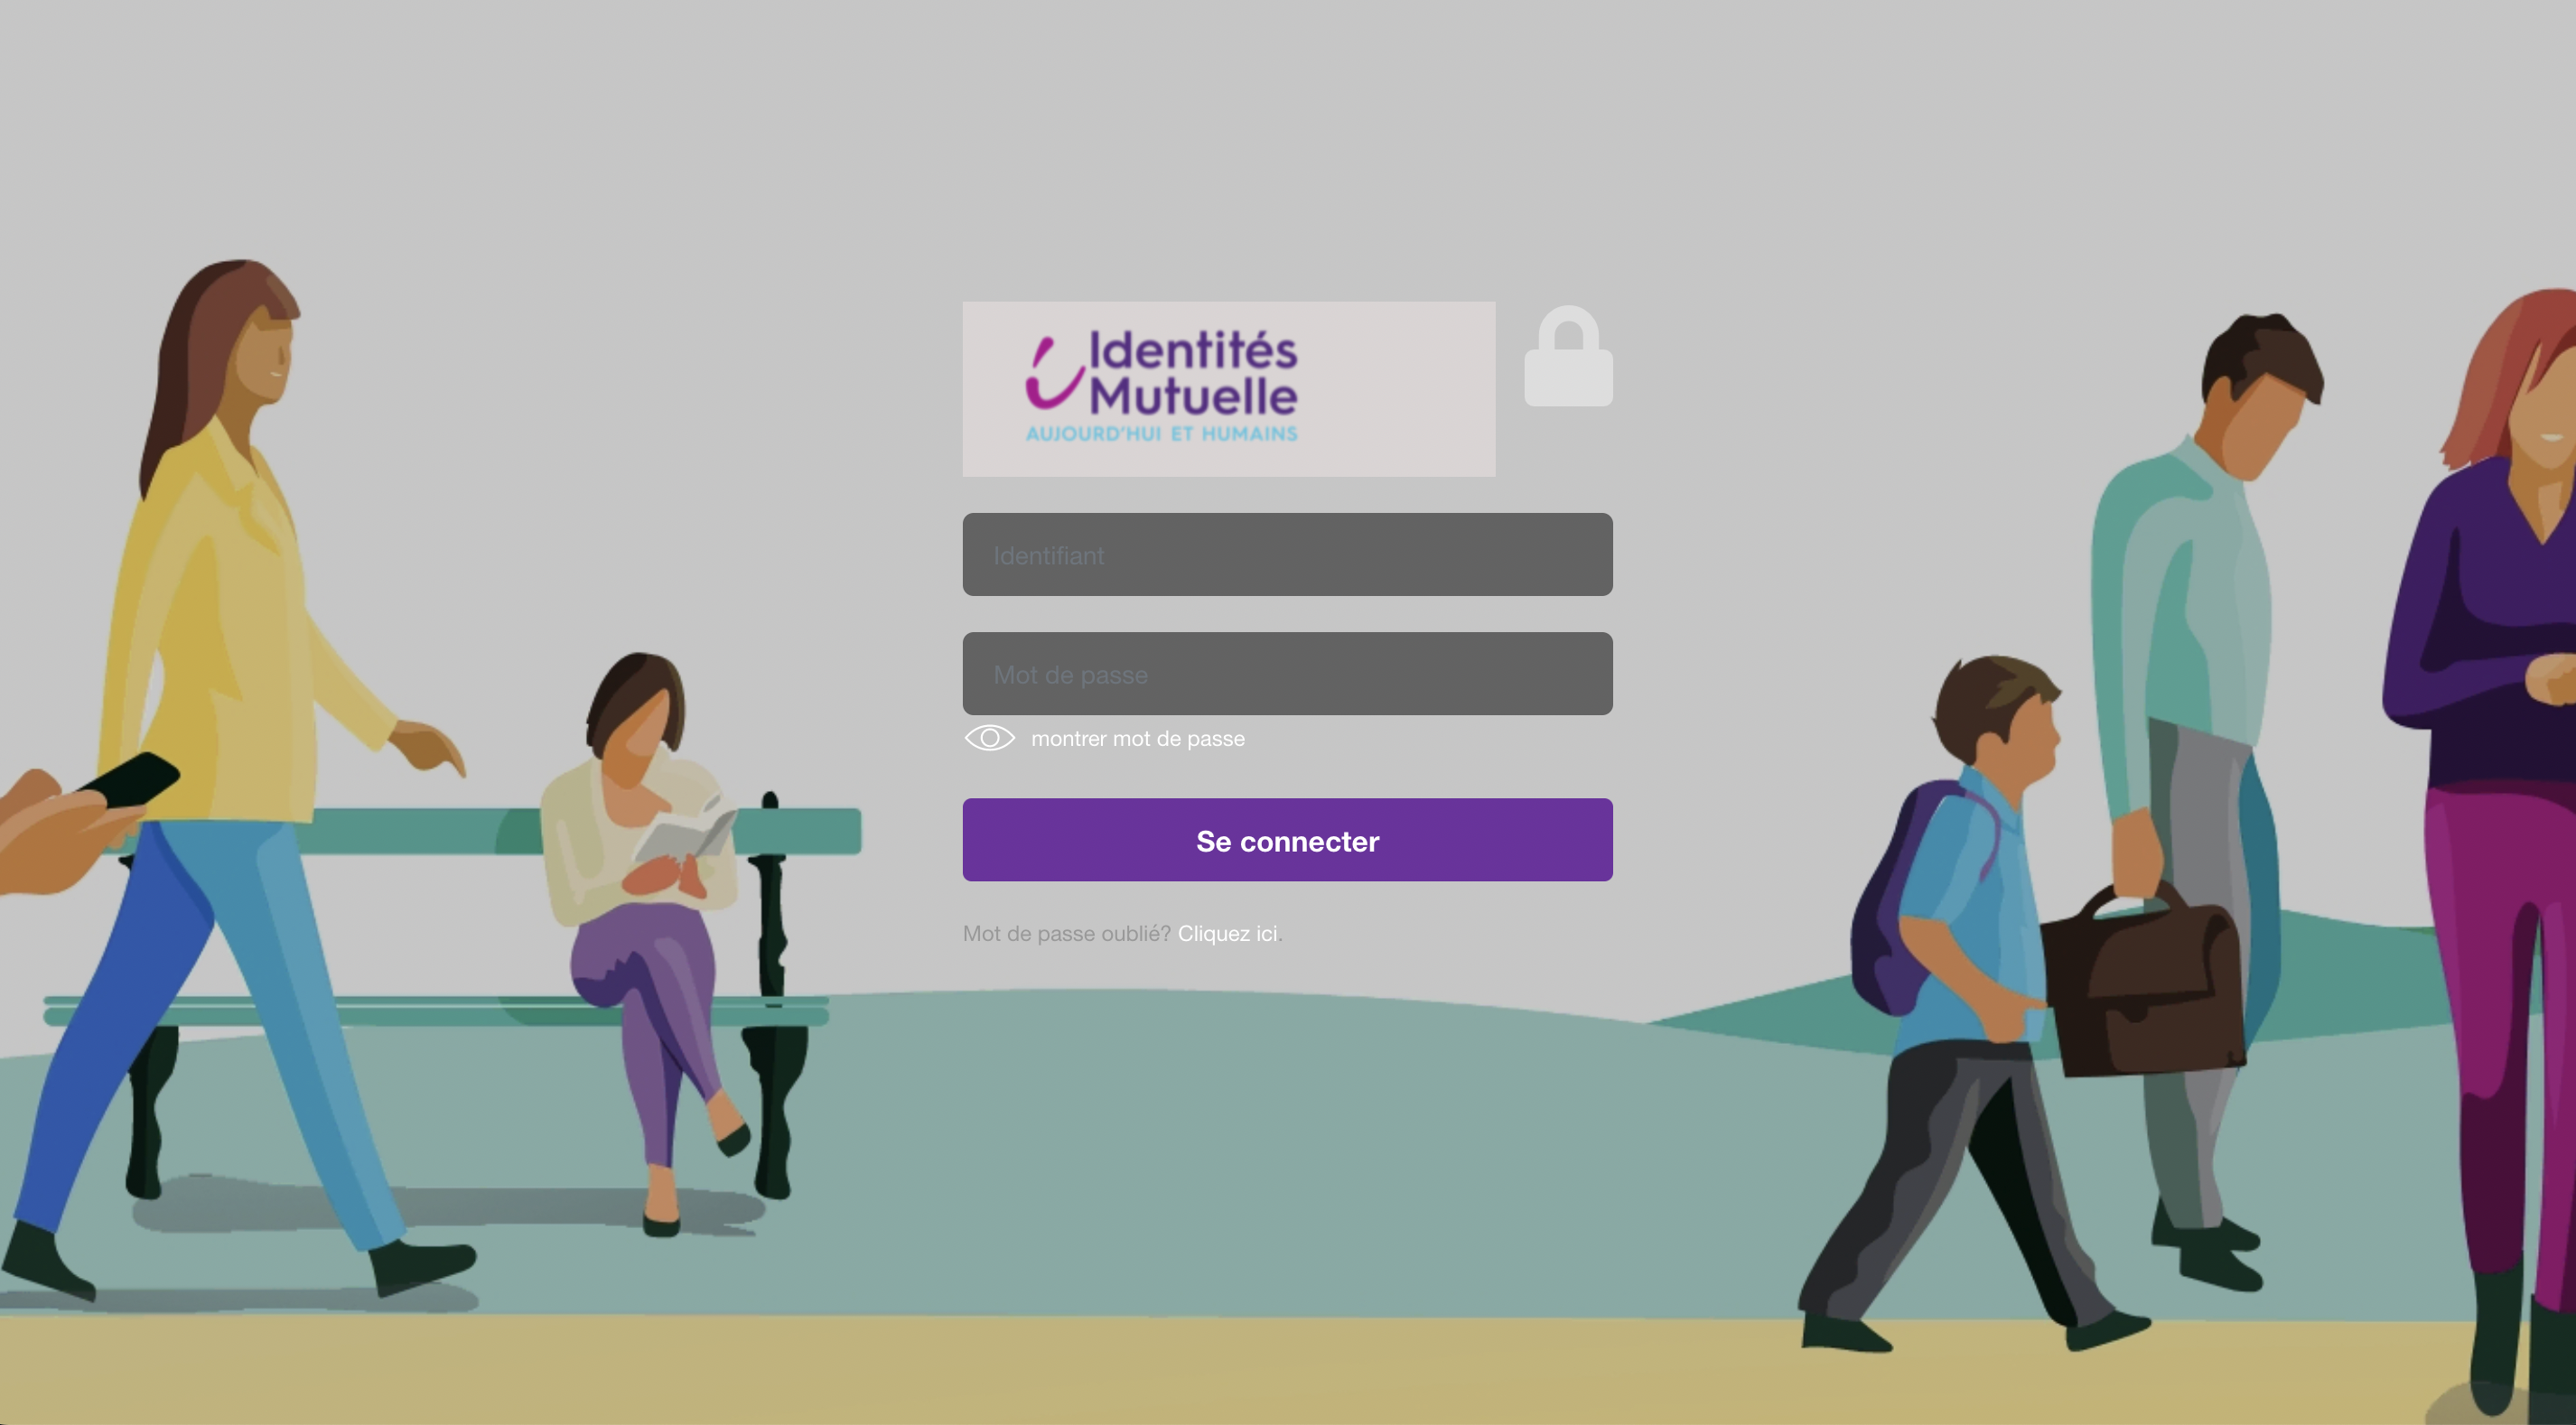 Identités
Mutuelle
AUJOURD'HUI ET HUMAINS
Identifiant
Mot de passe
montrer mot de passe
Se connecter
Mot de passe oublié? Cliquez ici.